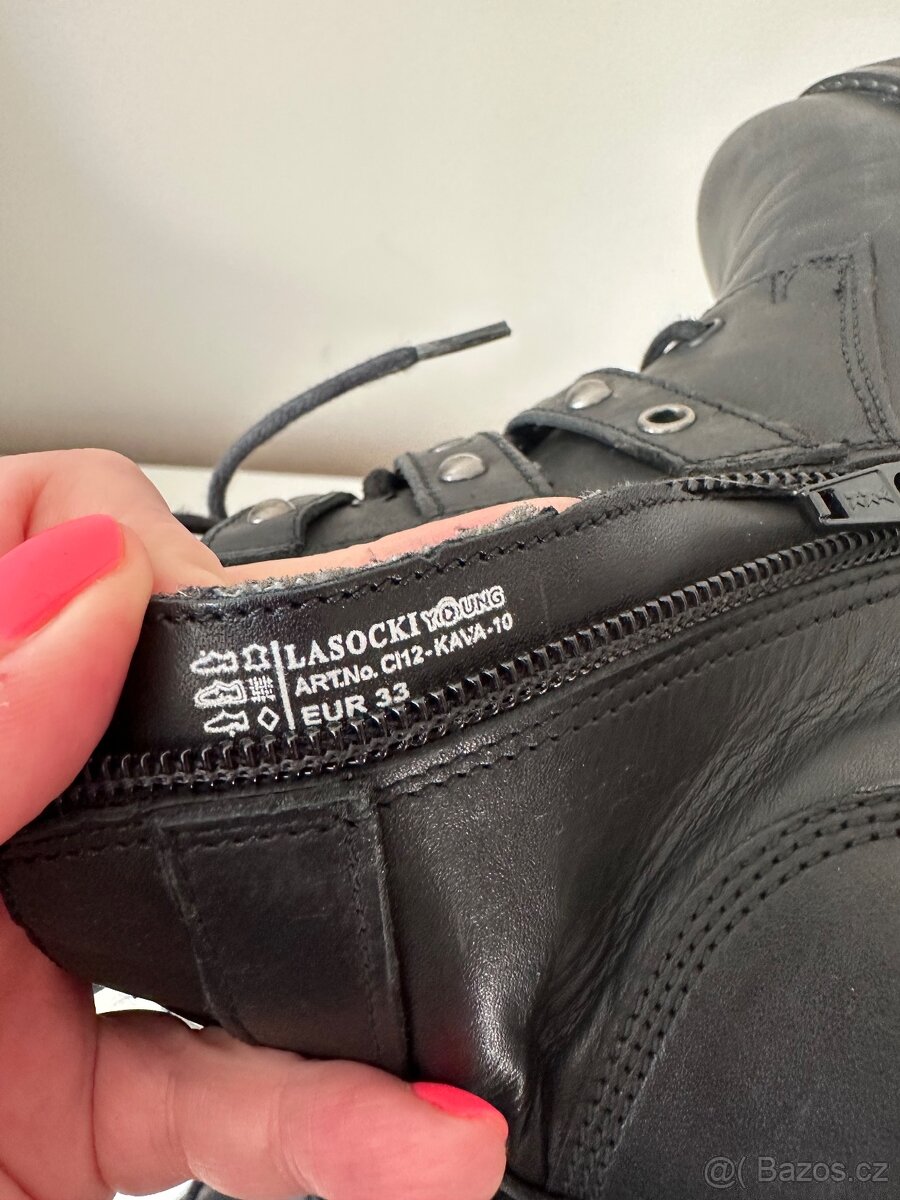 LASOCKI YOUNG
ART.No. CI12-KAVA-10
EUR 33
@( Bazos.cz